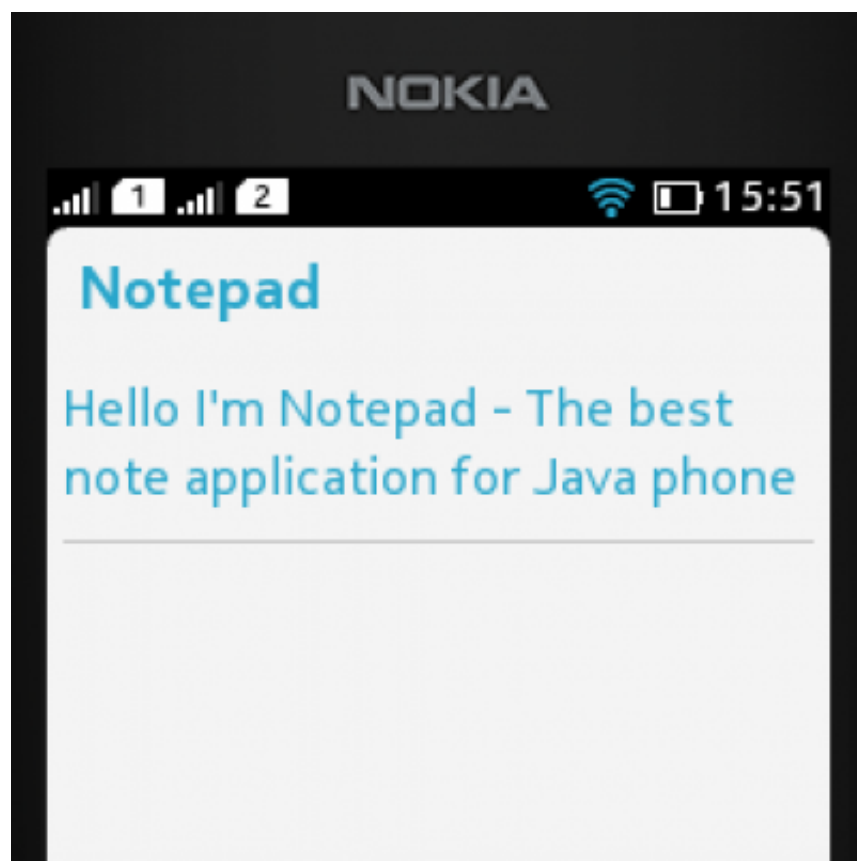 NOKIA
1 2 15:51
Notepad
Hello I'm Notepad - The best
note application for Java phone